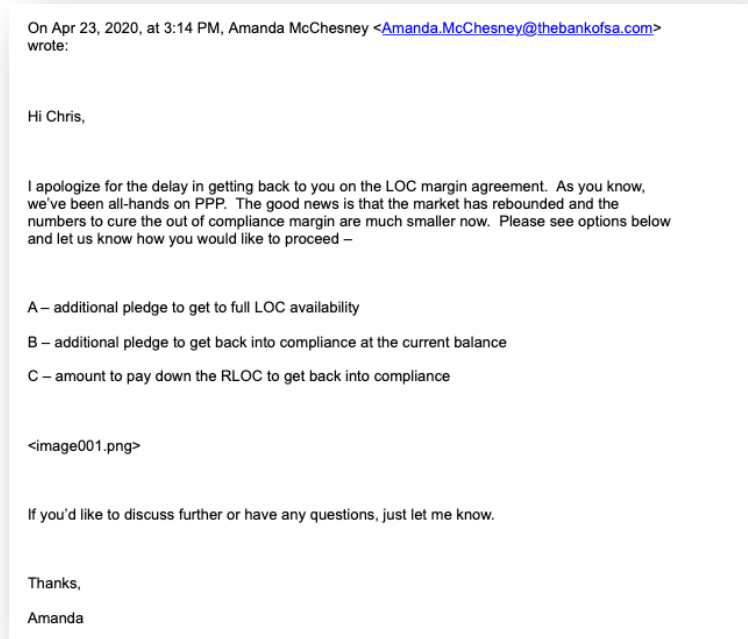 On Apr 23, 2020, at 3:14 PM, Amanda McChesney <Amanda.McChesney@thebankofsa.com>
wrote:
Hi Chris,
I apologize for the delay in getting back to you on the LOC margin agreement.  As you know,
we've been all-hands on PPP.  The good news is that the market has rebounded and the
numbers to cure the out of compliance margin are much smaller now.  Please see options below
and let us know how you would like to proceed –
A – additional pledge to get to full LOC availability
B – additional pledge to get back into compliance at the current balance
C – amount to pay down the RLOC to get back into compliance
<image001.png>
If you'd like to discuss further or have any questions, just let me know.
Thanks,
Amanda